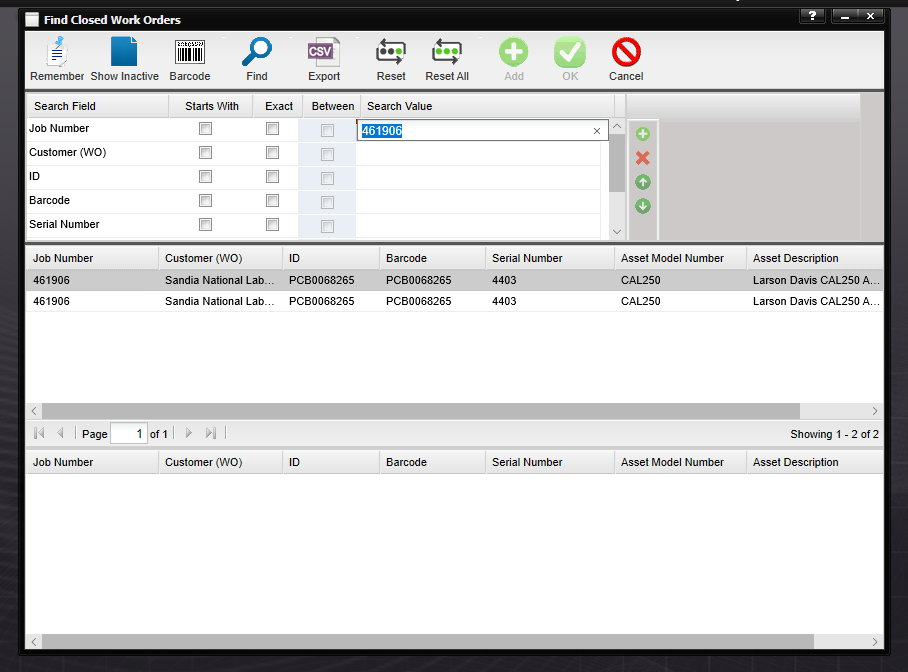 Find Closed Work Orders ?
CSV
Remember Show Inactive Barcode Find Export Reset Reset All Add OK Cancel
Search Field Starts With Exact Between Search Value
Job Number 461906
Customer (WO)
ID
Barcode
Serial Number
Job Number Customer (WO) ID Barcode Serial Number Asset Model Number Asset Description
461906 Sandia National Lab... PCB0068265 PCB0068265 4403 CAL250 Larson Davis CAL250 A...
461906 Sandia National Lab... PCB0068265 PCB0068265 4403 CAL250 Larson Davis CAL250 A...
Page 1 of 1 Showing 1 - 2 of 2
Job Number Customer (WO) ID Barcode Serial Number Asset Model Number Asset Description